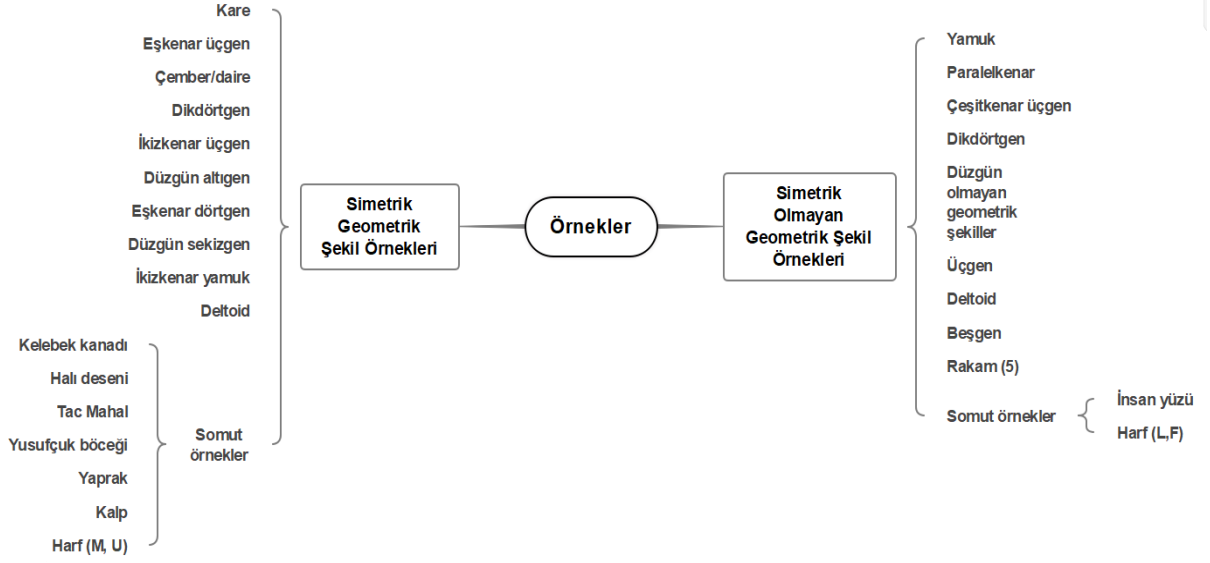 Örnekler
Simetrik
Geometrik
Şekil Örnekleri
Kare
Eşkenar üçgen
Çember/daire
Dikdörtgen
İkizkenar üçgen
Düzgün altıgen
Eşkenar dörtgen
Düzgün sekizgen
İkizkenar yamuk
Deltoid
Somut
örnekler
Kelebek kanadı
Halı deseni
Tac Mahal
Yusufçuk böceği
Yaprak
Kalp
Harf (M, U)
Simetrik
Olmayan
Geometrik Şekil
Örnekleri
Yamuk
Paralelkenar
Çeşitkenar üçgen
Dikdörtgen
Düzgün
olmayan
geometrik
şekiller
Üçgen
Deltoid
Beşgen
Rakam (5)
Somut örnekler
İnsan yüzü
Harf (L,F)